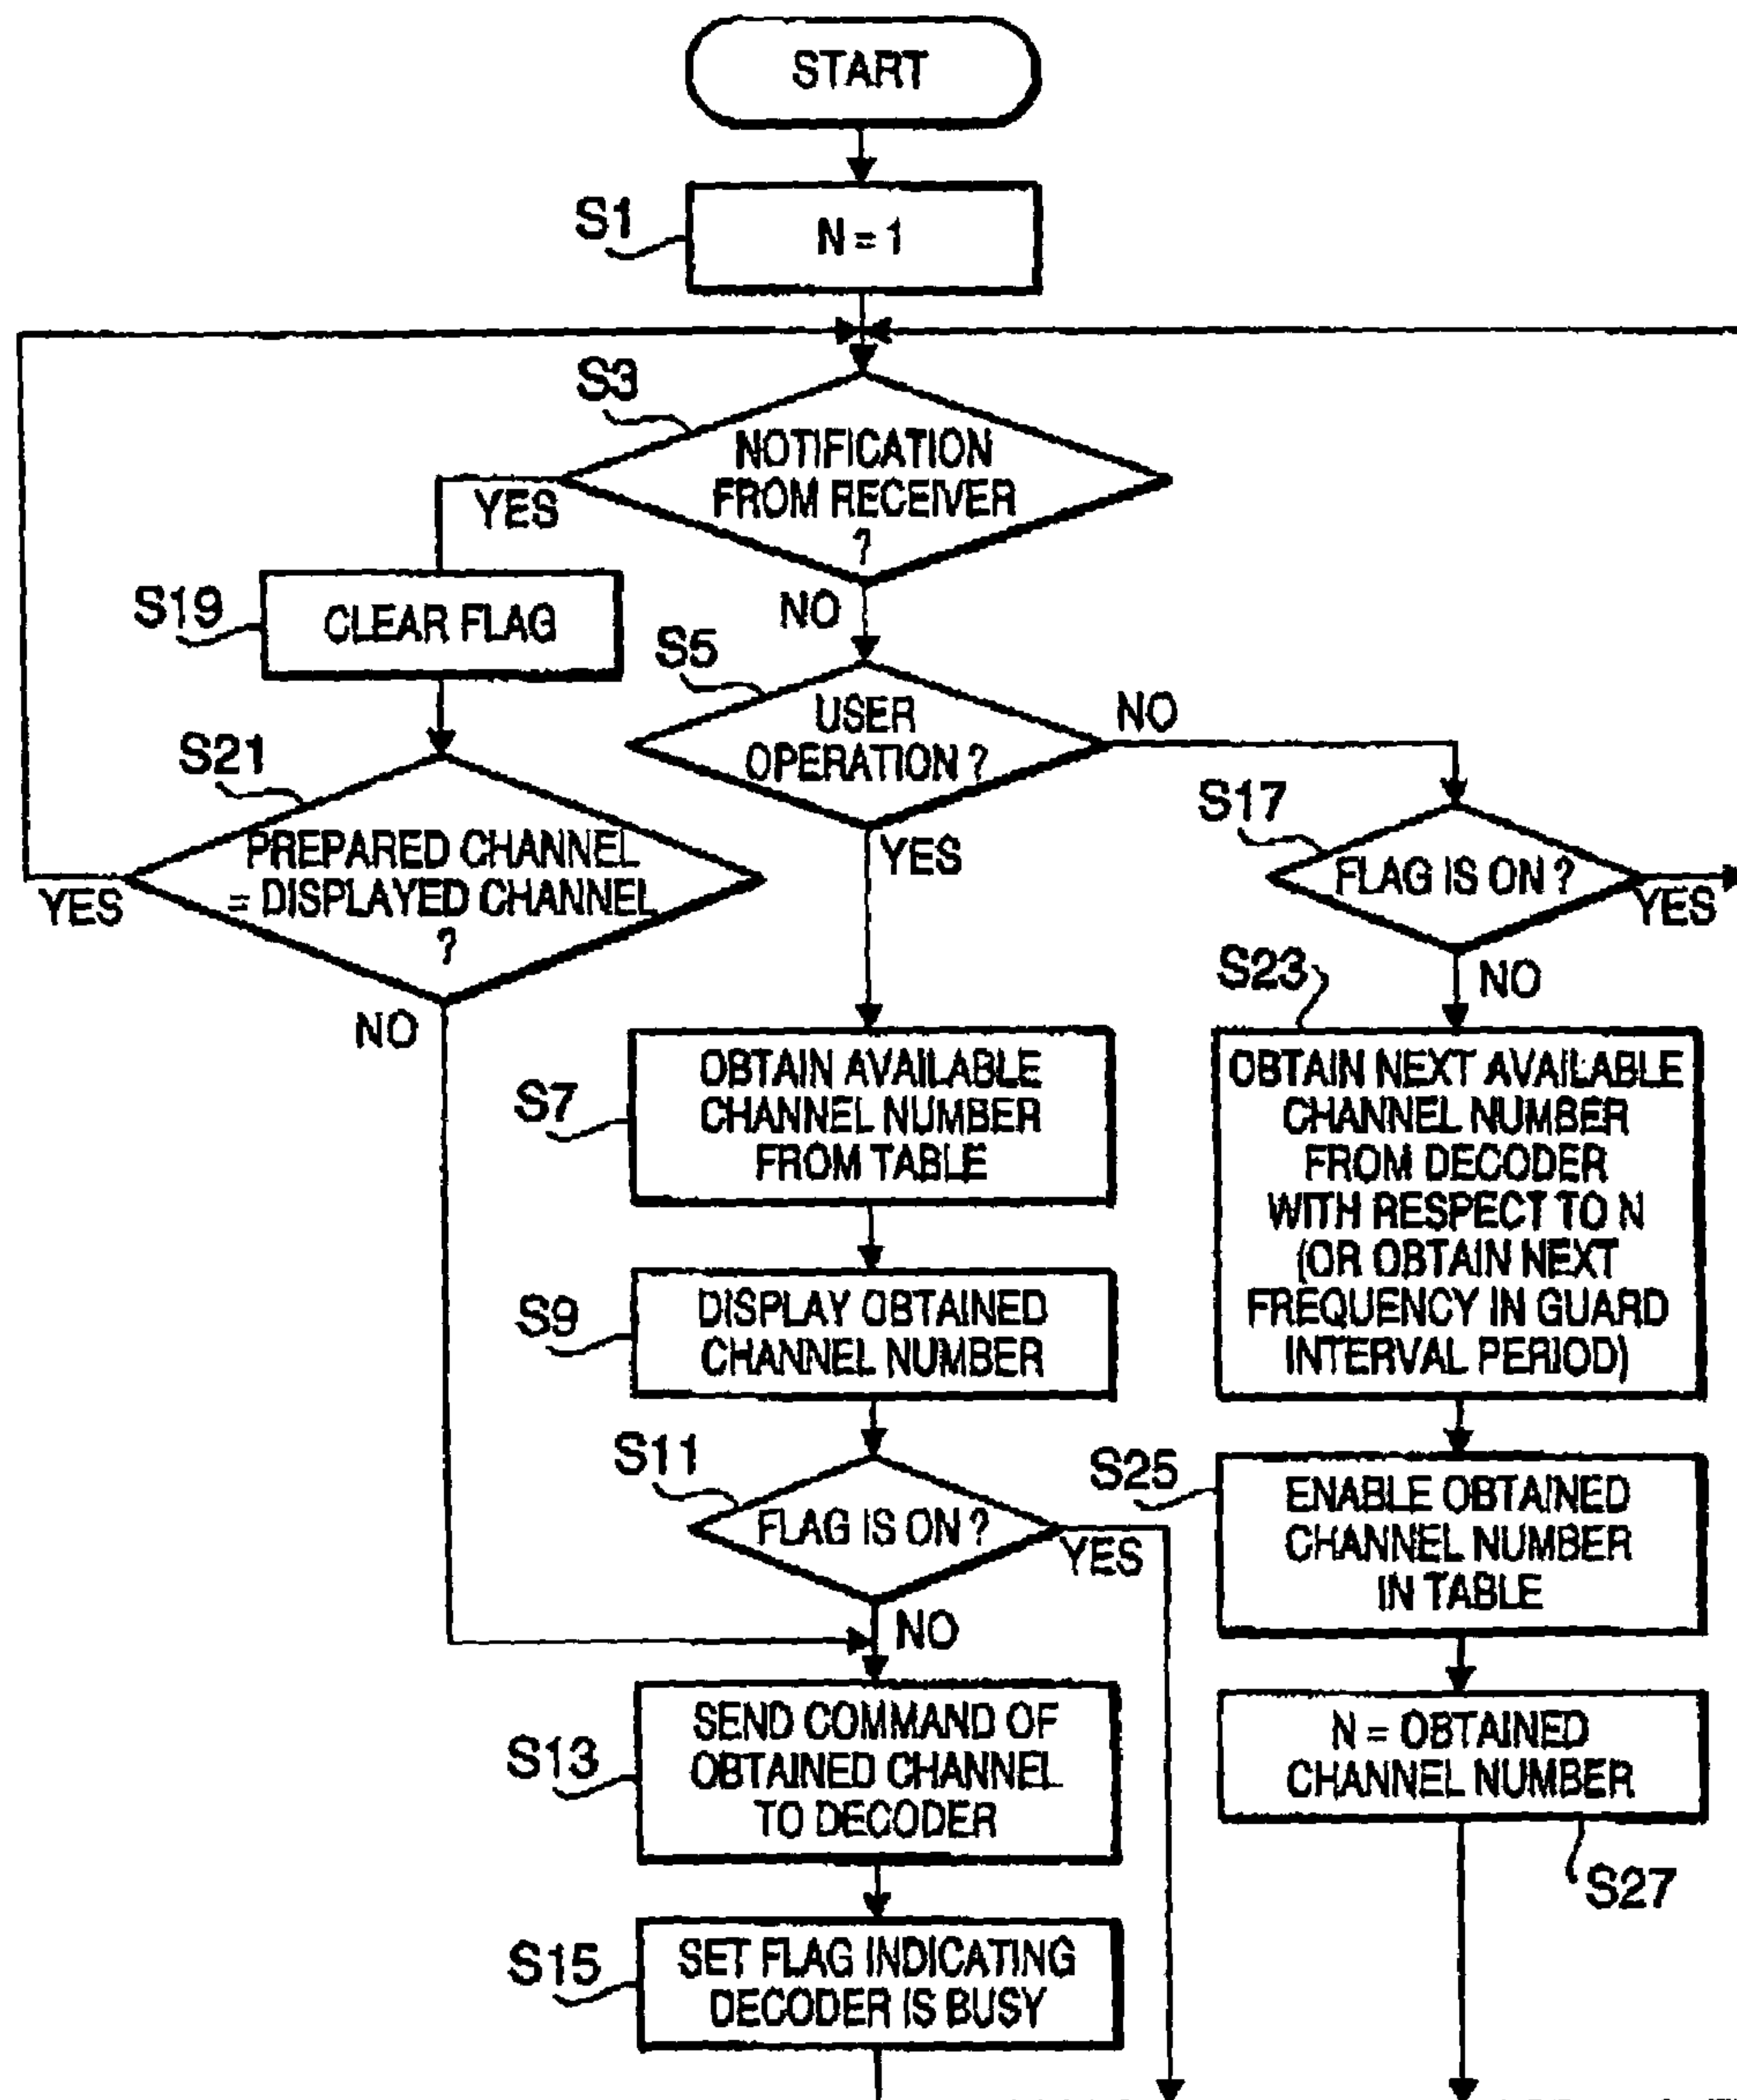 START
S1
N = 1
S3
NOTIFICATION
FROM RECEIVER
?
YES
NO
S19
CLEAR FLAG
S5
USER
OPERATION ?
NO
YES
S21
PREPARED CHANNEL
= DISPLAYED CHANNEL
?
YES
NO
S17
FLAG IS ON ?
YES
NO
S7
OBTAIN AVAILABLE
CHANNEL NUMBER
FROM TABLE
S23
OBTAIN NEXT AVAILABLE
CHANNEL NUMBER
FROM DECODER
WITH RESPECT TO N
(OR OBTAIN NEXT
FREQUENCY IN GUARD
INTERVAL PERIOD)
S9
DISPLAY OBTAINED
CHANNEL NUMBER
S11
FLAG IS ON ?
YES
NO
S25
ENABLE OBTAINED
CHANNEL NUMBER
IN TABLE
S13
SEND COMMAND OF
OBTAINED CHANNEL
TO DECODER
N = OBTAINED
CHANNEL NUMBER
S27
S15
SET FLAG INDICATING
DECODER IS BUSY